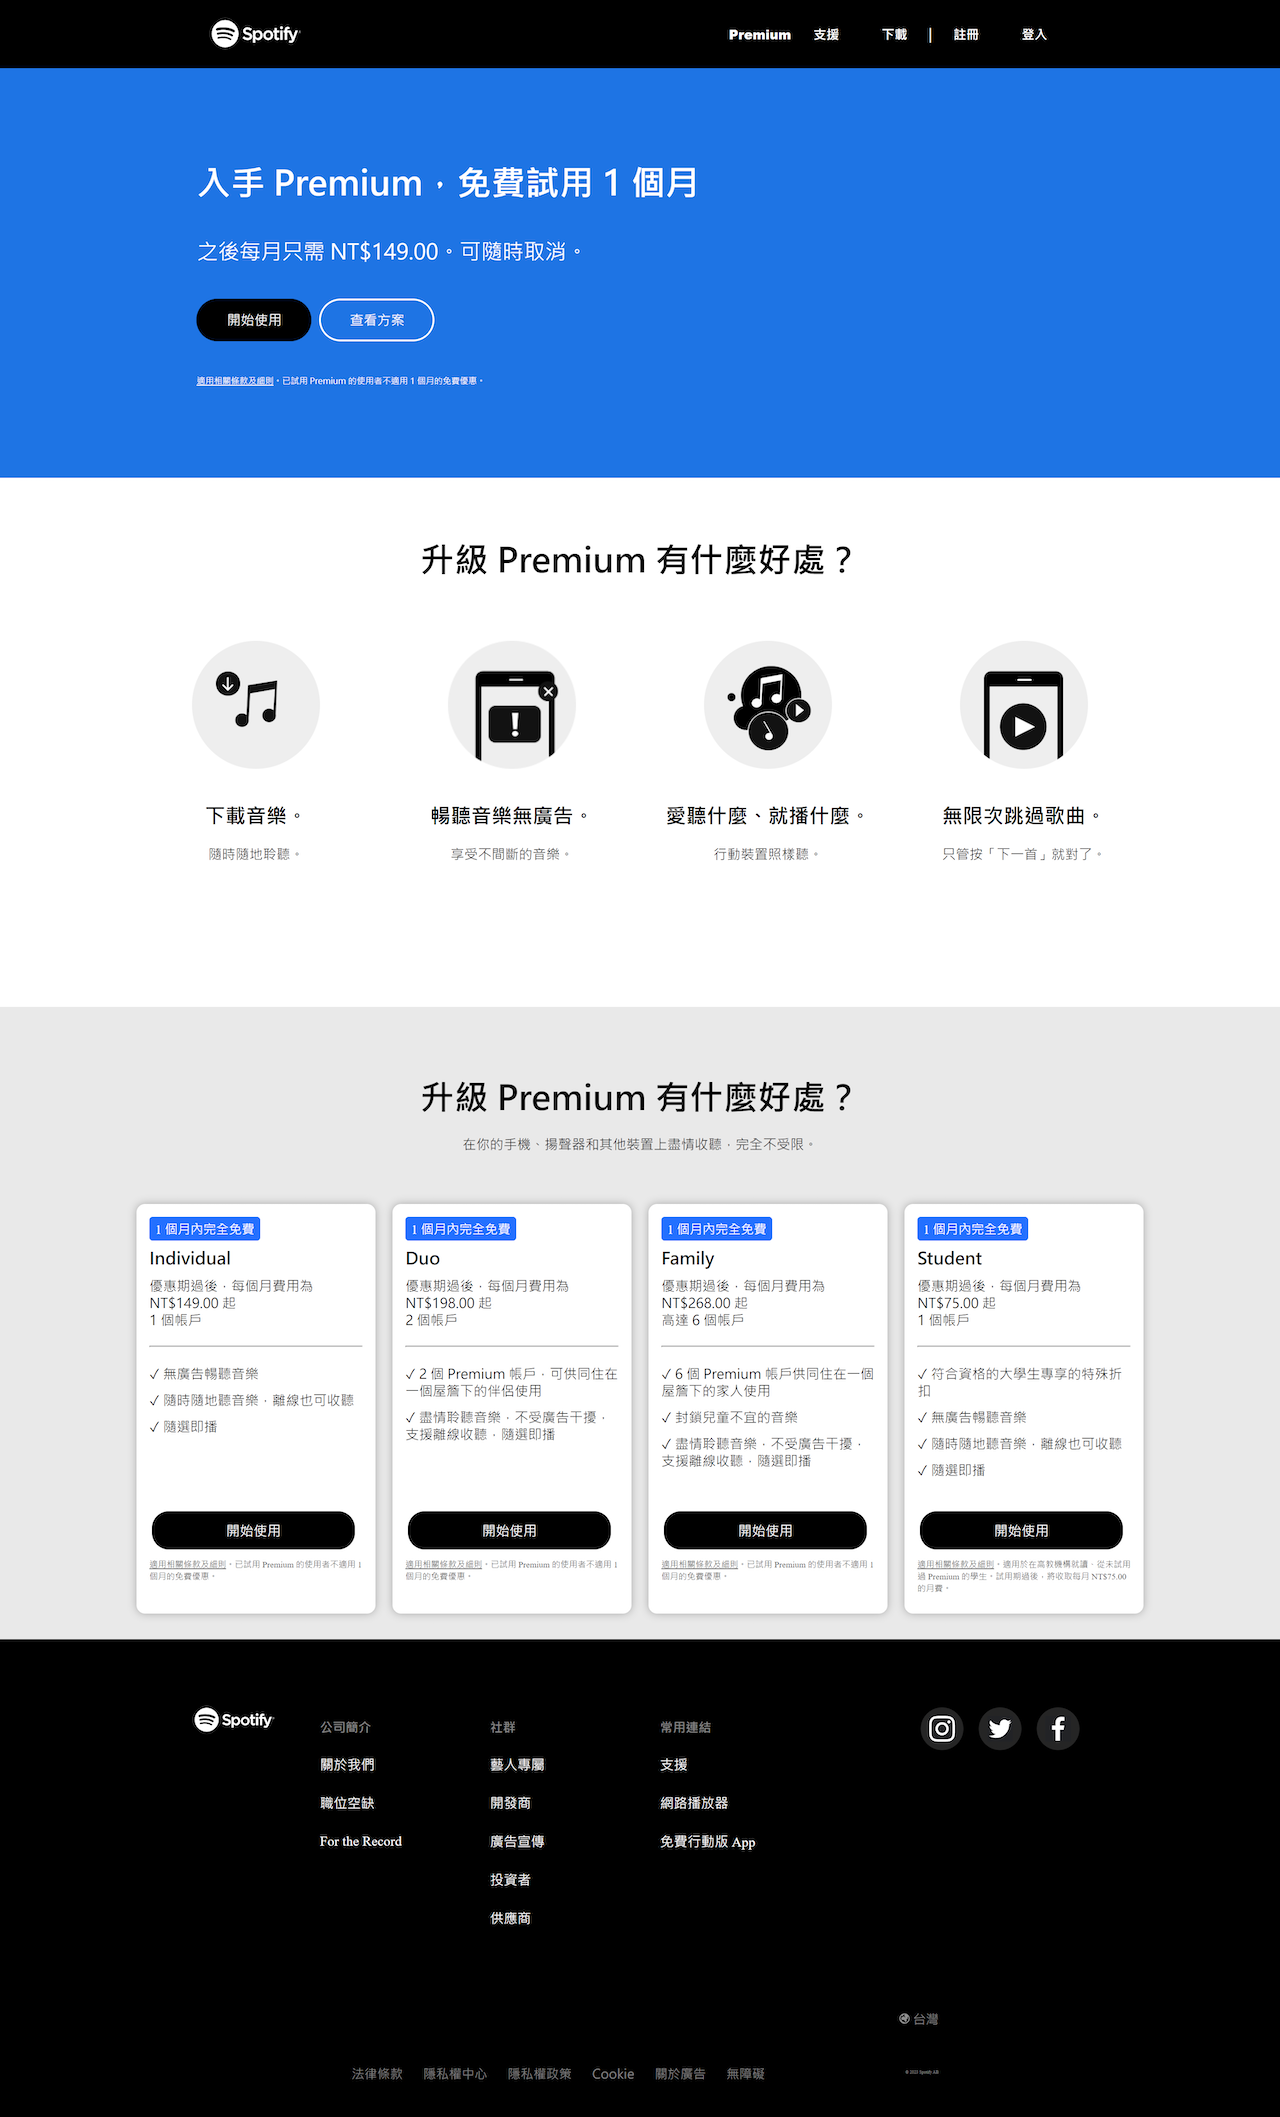 Spotify
Premium 支援 下載 | 註冊 登入
入手 Premium，免費試用 1 個月
之後每月只需 NT$149.00。可隨時取消。
開始使用 查看方案
適用相關條款及細則。已試用 Premium 的使用者不適用 1 個月的免費優惠。
升級 Premium 有什麼好處？
下載音樂。
隨時隨地聆聽。
暢聽音樂無廣告。
享受不間斷的音樂。
愛聽什麼、就播什麼。
行動裝置照樣聽。
無限次跳過歌曲。
只管按「下一首」就對了。
升級 Premium 有什麼好處？
在你的手機、揚聲器和其他裝置上盡情收聽，完全不受限。
1 個月內完全免費
Individual
優惠期過後，每個月費用為
NT$149.00 起
1 個帳戶
✓ 無廣告暢聽音樂
✓ 隨時隨地聽音樂，離線也可收聽
✓ 隨選即播
開始使用
適用相關條款及細則。已試用 Premium 的使用者不適用 1
個月的免費優惠。
1 個月內完全免費
Duo
優惠期過後，每個月費用為
NT$198.00 起
2 個帳戶
✓ 2 個 Premium 帳戶，可供同住在
一個屋簷下的伴侶使用
✓ 盡情聆聽音樂，不受廣告干擾，
支援離線收聽，隨選即播
開始使用
適用相關條款及細則。已試用 Premium 的使用者不適用 1
個月的免費優惠。
1 個月內完全免費
Family
優惠期過後，每個月費用為
NT$268.00 起
高達 6 個帳戶
✓ 6 個 Premium 帳戶供同住在一個
屋簷下的家人使用
✓ 封鎖兒童不宜的音樂
✓ 盡情聆聽音樂，不受廣告干擾，
支援離線收聽，隨選即播
開始使用
適用相關條款及細則。已試用 Premium 的使用者不適用 1
個月的免費優惠。
1 個月內完全免費
Student
優惠期過後，每個月費用為
NT$75.00 起
1 個帳戶
✓ 符合資格的大學生專享的特殊折
扣
✓ 無廣告暢聽音樂
✓ 隨時隨地聽音樂，離線也可收聽
✓ 隨選即播
開始使用
適用相關條款及細則。適用於在高教機構就讀、從未試用
過 Premium 的學生。試用期過後，將收取每月 NT$75.00
的月費。
Spotify
公司簡介
關於我們
職位空缺
For the Record
社群
藝人專屬
開發商
廣告宣傳
投資者
供應商
常用連結
支援
網路播放器
免費行動版 App
台灣
法律條款 隱私權中心 隱私權政策 Cookie 關於廣告 無障礙